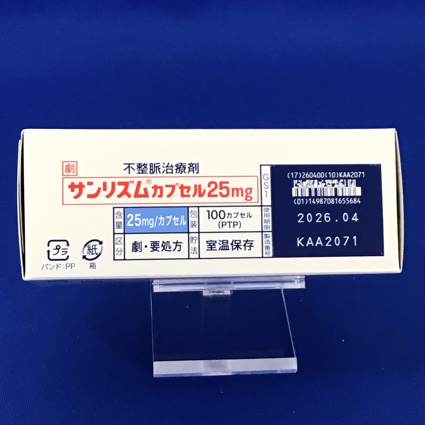 劇
不整脈治療剤
サンリズム®カプセル25mg
含量 25mg/カプセル 包装 100カプセル (PTP)
区分 劇・要処方 貯法 室温保存
プラ
バンド:PP
紙
箱
GS1
(17)260400(10)KAA2071
(01)14987081655684
使用期限 2026.04
製造番号 KAA2071